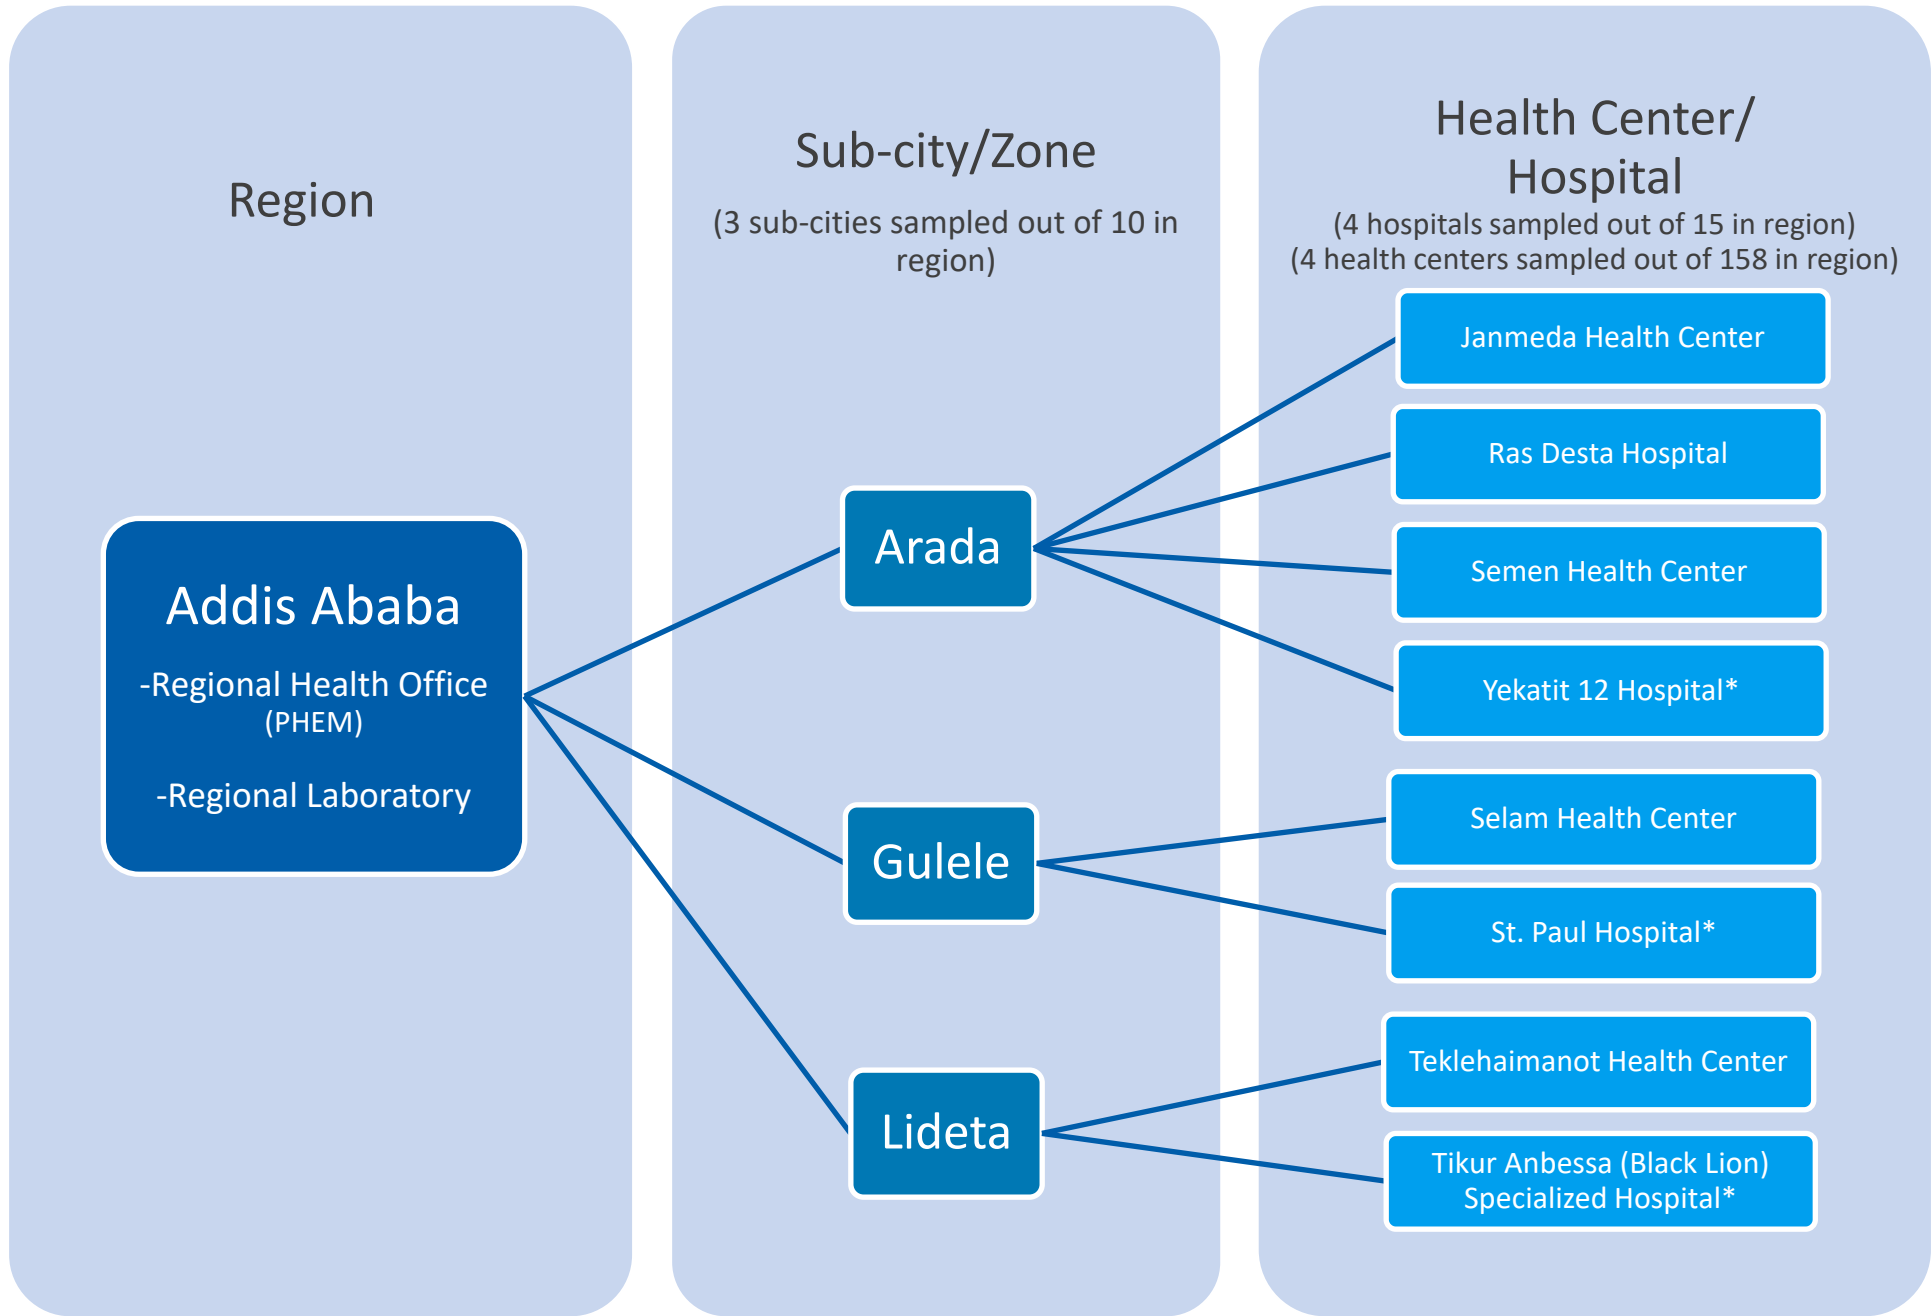 Region
Addis Ababa
-Regional Health Office
(PHEM)
-Regional Laboratory
Sub-city/Zone
(3 sub-cities sampled out of 10 in
region)
Arada
Gulele
Lideta
Health Center/
Hospital
(4 hospitals sampled out of 15 in region)
(4 health centers sampled out of 158 in region)
Janmeda Health Center
Ras Desta Hospital
Semen Health Center
Yekatit 12 Hospital*
Selam Health Center
St. Paul Hospital*
Teklehaimanot Health Center
Tikur Anbessa (Black Lion)
Specialized Hospital*